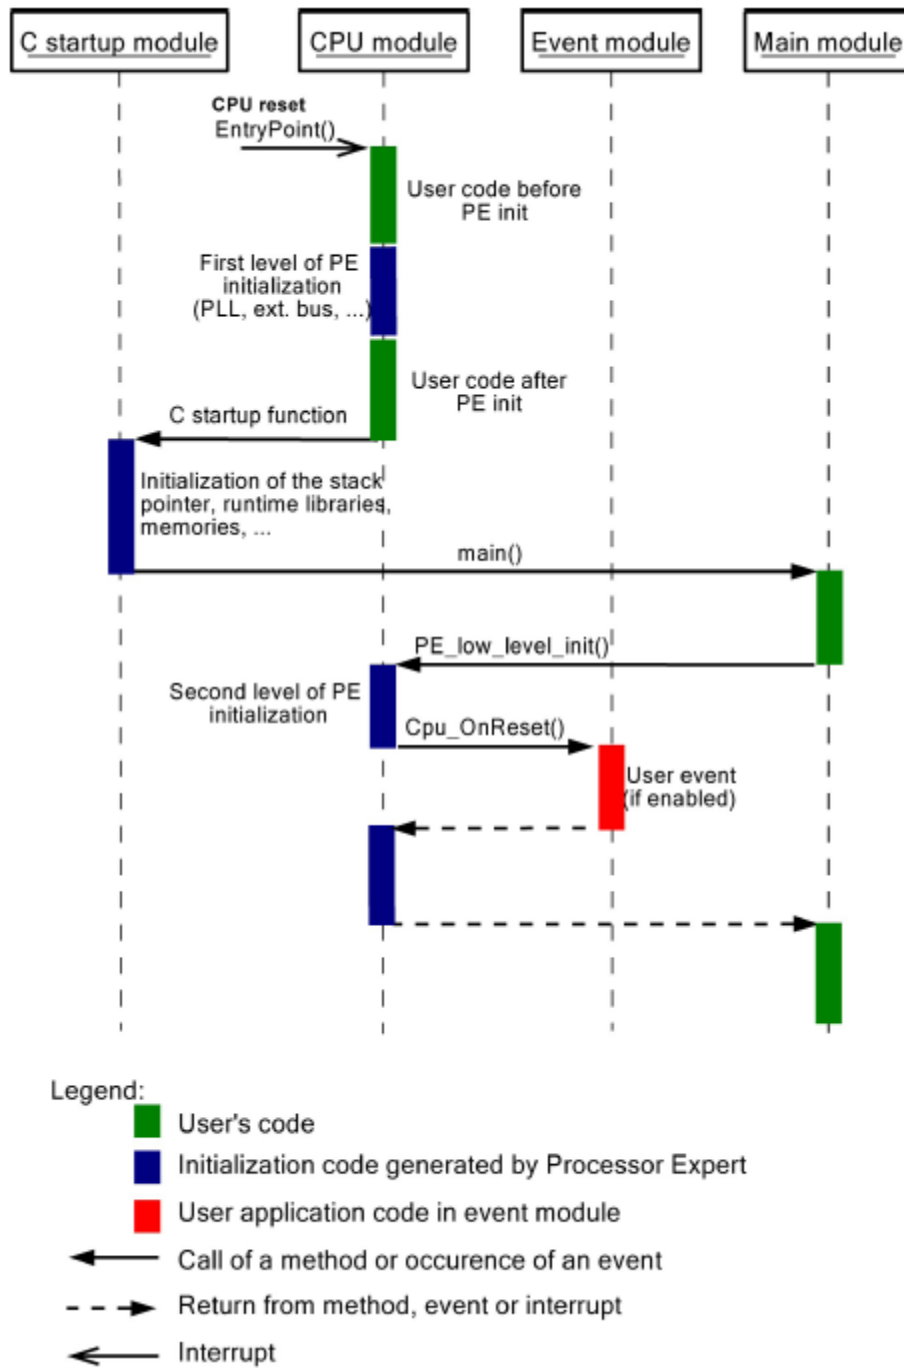 C startup module
CPU module
Event module
Main module
CPU reset
EntryPoint()
User code before
PE init
First level of PE
initialization
(PLL, ext. bus, ...)
User code after
PE init
C startup function
Initialization of the stack
pointer, runtime libraries,
memories, ...
main()
PE_low_level_init()
Second level of PE
initialization
Cpu_OnReset()
User event
(if enabled)
Legend:
User's code
Initialization code generated by Processor Expert
User application code in event module
Call of a method or occurence of an event
Return from method, event or interrupt
Interrupt